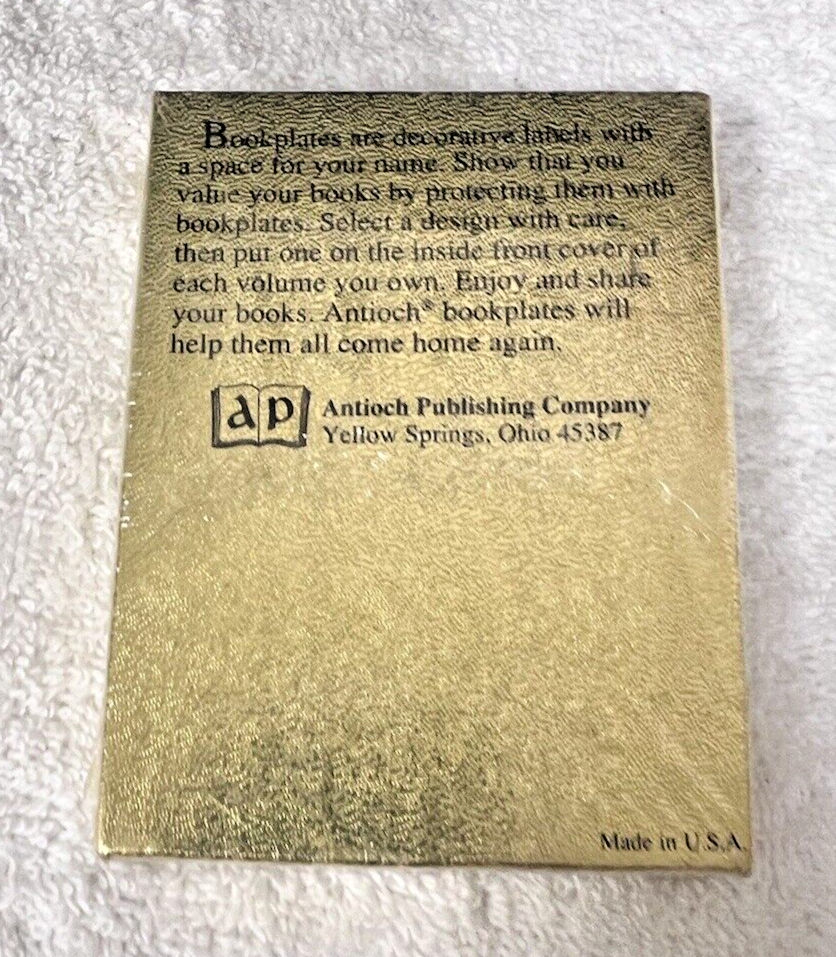 Bookplates are decorative labels with
a space for your name. Show that you
value your books by protecting them with
bookplates. Select a design with care,
then put one on the inside front cover of
each volume you own. Enjoy and share
your books. Antioch® bookplates will
help them all come home again.
ap
Antioch Publishing Company
Yellow Springs, Ohio 45387
Made in U.S.A.